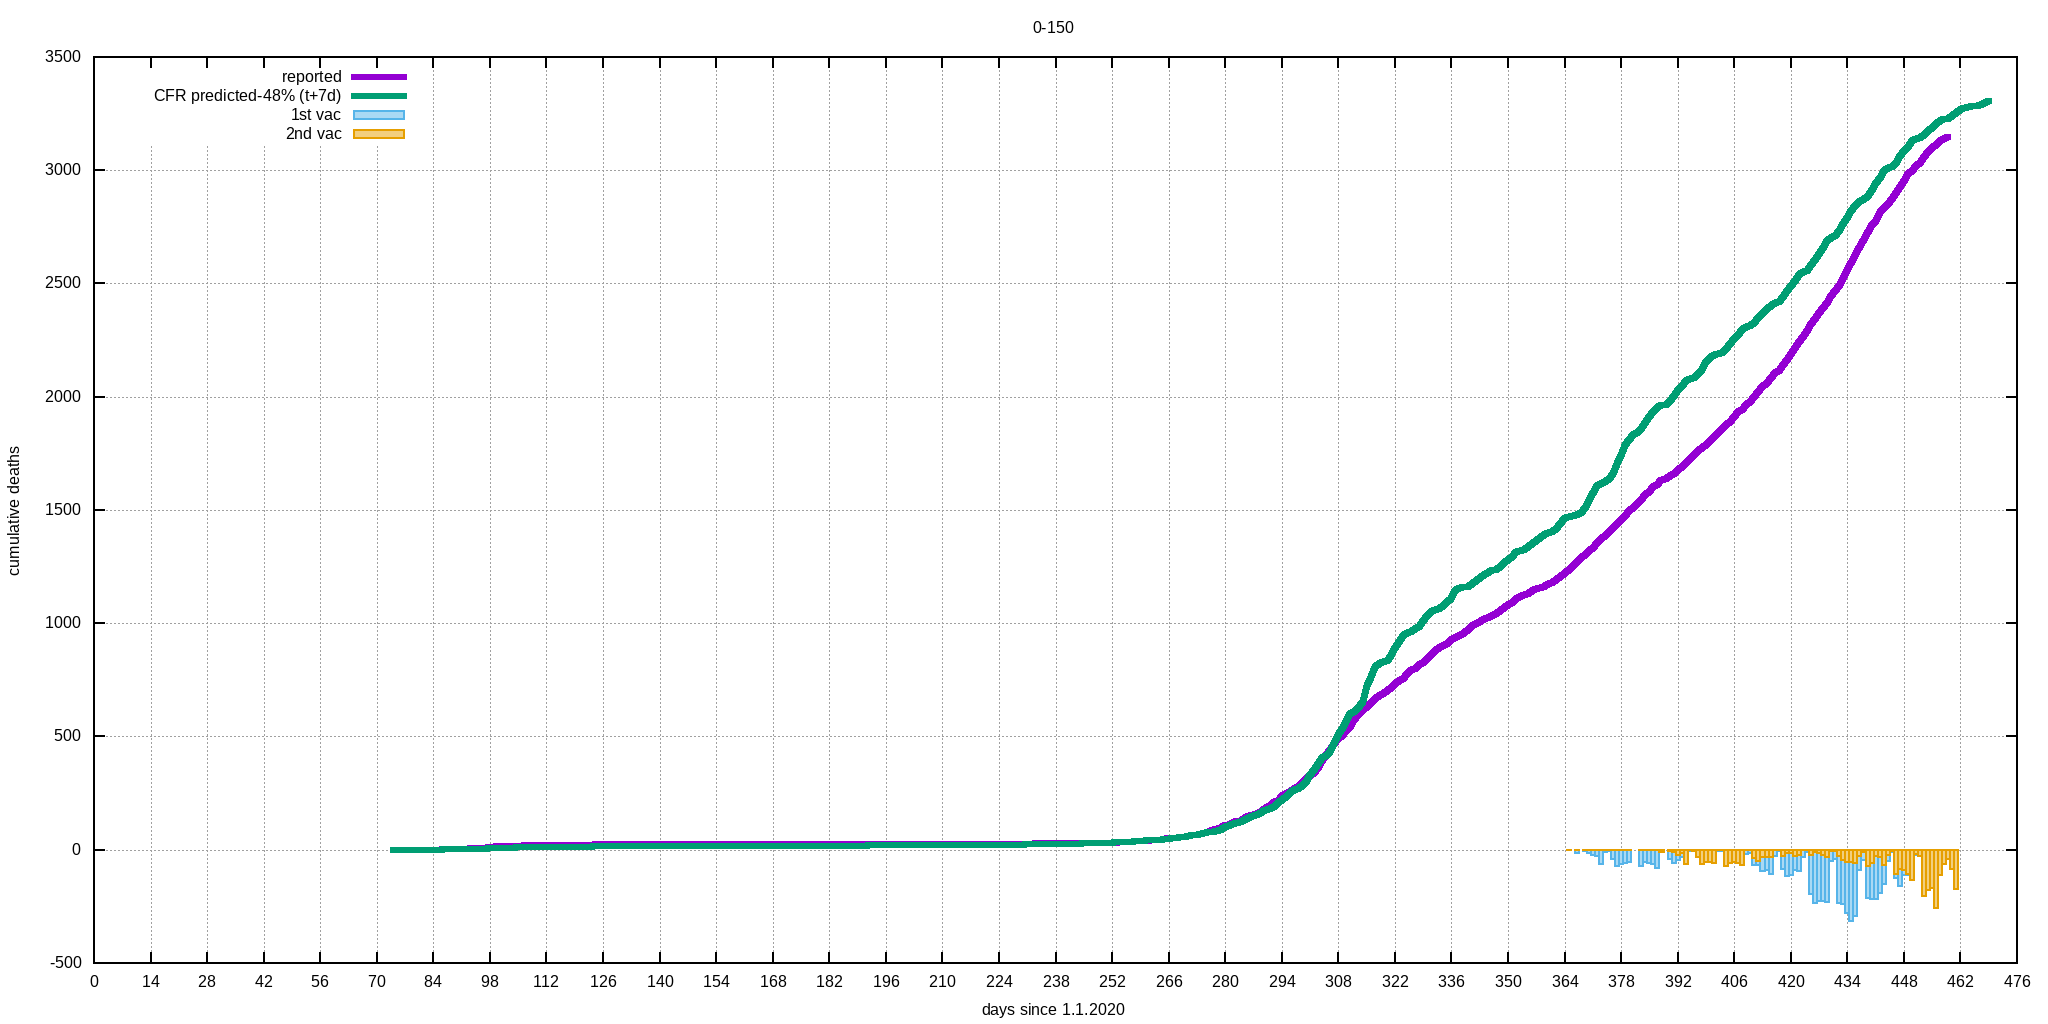 0-150
3500
3000
2500
2000
1500
1000
500
0
-500
cumulative deaths
reported
CFR predicted-48% (t+7d)
1st vac
2nd vac
0 14 28 42 56 70 84 98 112 126 140 154 168 182 196 210 224 238 252 266 280 294 308 322 336 350 364 378 392 406 420 434 448 462 476
days since 1.1.2020